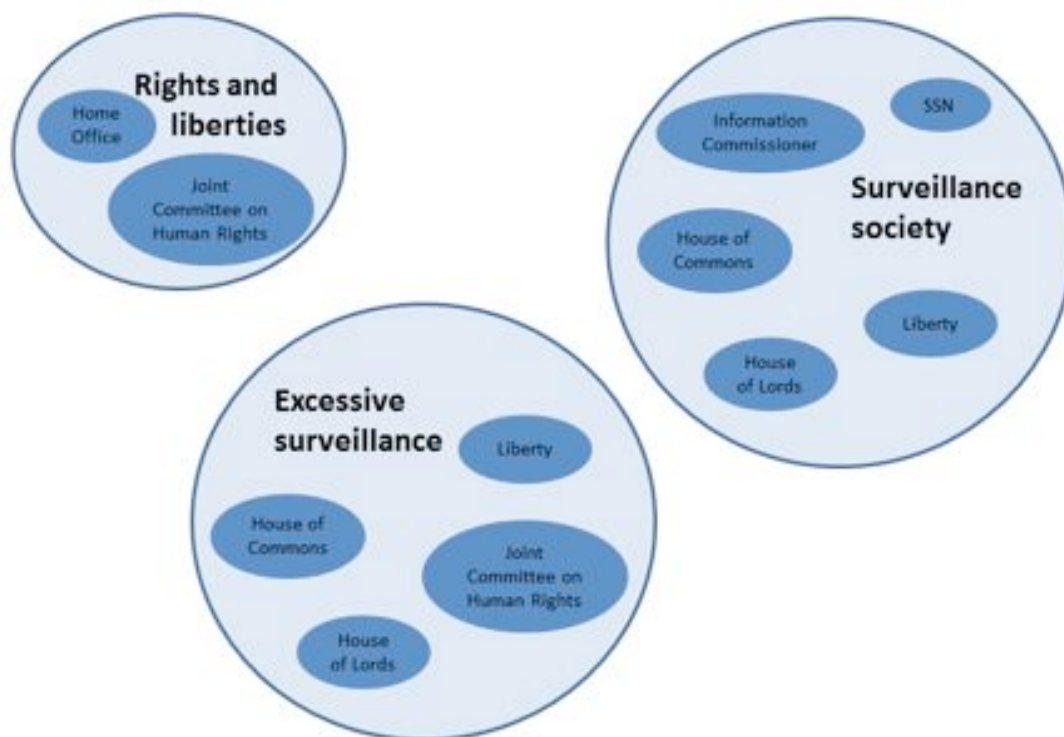 Rights and
liberties
Home
Office
Joint
Committee on
Human Rights
SSN
Information
Commissioner
Surveillance
society
House of
Commons
Liberty
House
of Lords
Excessive
surveillance
Liberty
House of
Commons
Joint
Committee on
Human Rights
House
of Lords